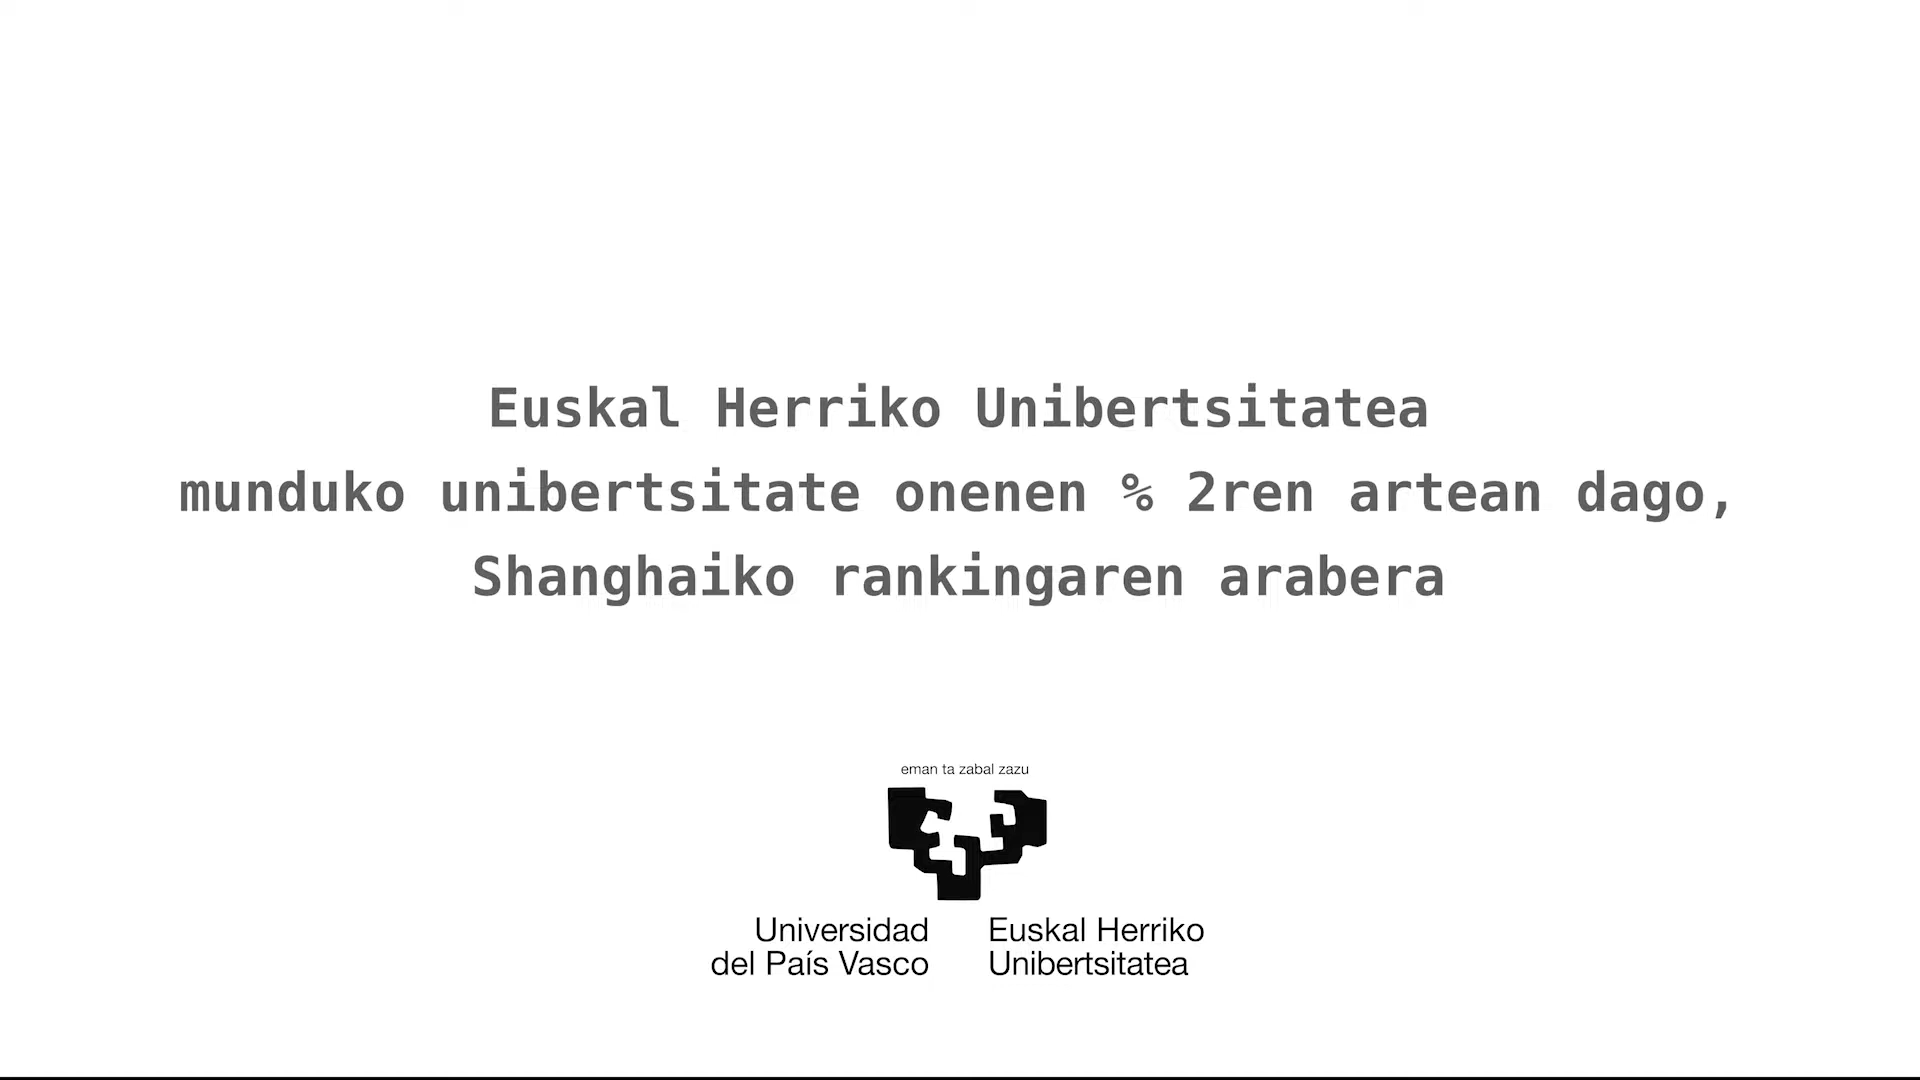 Euskal Herriko Unibertsitatea
munduko unibertsitate onenen % 2ren artean dago,
Shanghaiko rankingaren arabera
eman ta zabal zazu
Universidad
del País Vasco
Euskal Herriko
Unibertsitatea